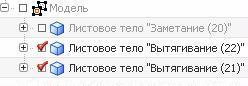 Модель
Листовое тело "Заметание (20)"
Листовое тело "Вытягивание (22)"
Листовое тело "Вытягивание (21)"